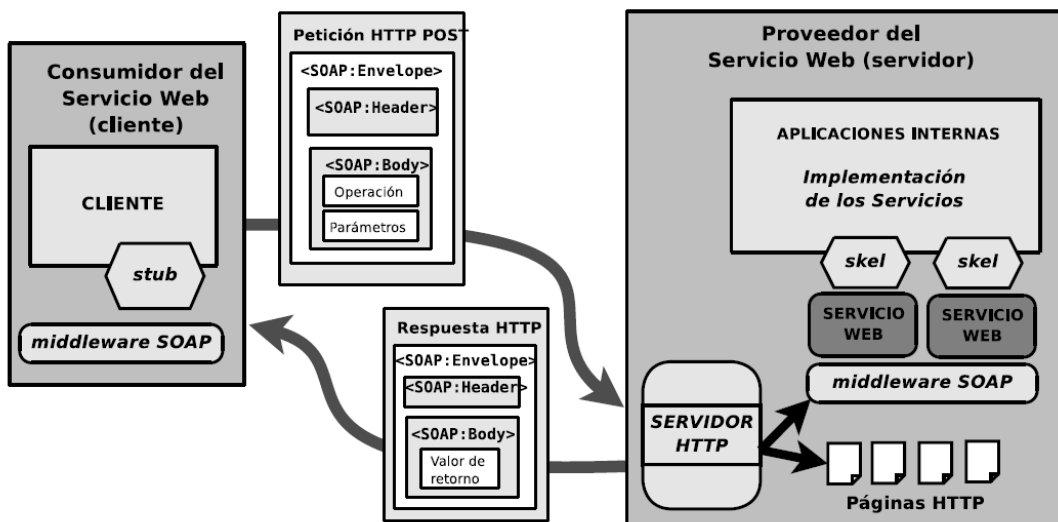 Consumidor del
Servicio Web
(cliente)
CLIENTE
stub
middleware SOAP
Petición HTTP POST
<SOAP:Envelope>
<SOAP:Header>
<SOAP:Body>
Operación
Parámetros
Respuesta HTTP
<SOAP:Envelope>
<SOAP:Header>
<SOAP:Body>
Valor de
retorno
Proveedor del
Servicio Web (servidor)
APLICACIONES INTERNAS
Implementación
de los Servicios
skel
skel
SERVICIO
WEB
SERVICIO
WEB
middleware SOAP
SERVIDOR
HTTP
Páginas HTTP